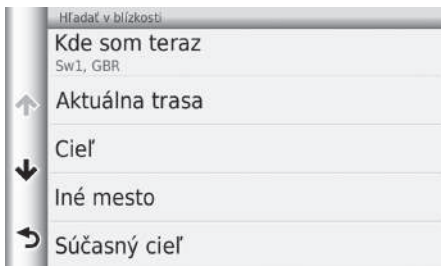 Hľadať v blízkosti
Kde som teraz
Sw1, GBR
Aktuálna trasa
Cieľ
Iné mesto
Súčasný cieľ